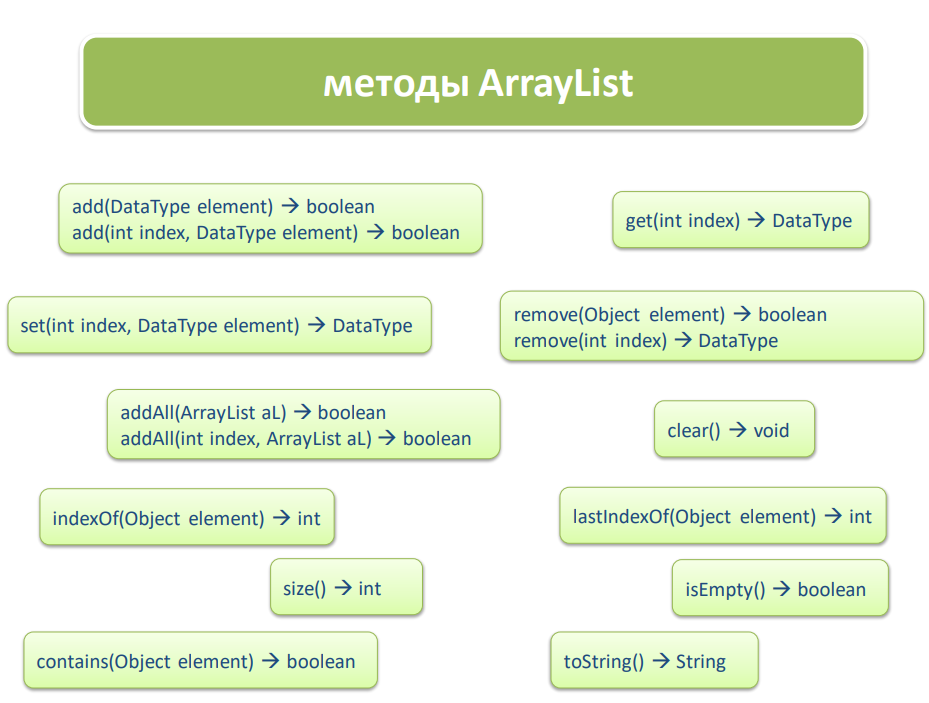 методы ArrayList
add(DataType element) → boolean
add(int index, DataType element) → boolean
get(int index) → DataType
set(int index, DataType element) → DataType
remove(Object element) → boolean
remove(int index) → DataType
addAll(ArrayList aL) → boolean
addAll(int index, ArrayList aL) → boolean
clear() → void
indexOf(Object element) → int
lastIndexOf(Object element) → int
size() → int
isEmpty() → boolean
contains(Object element) → boolean
toString() → String